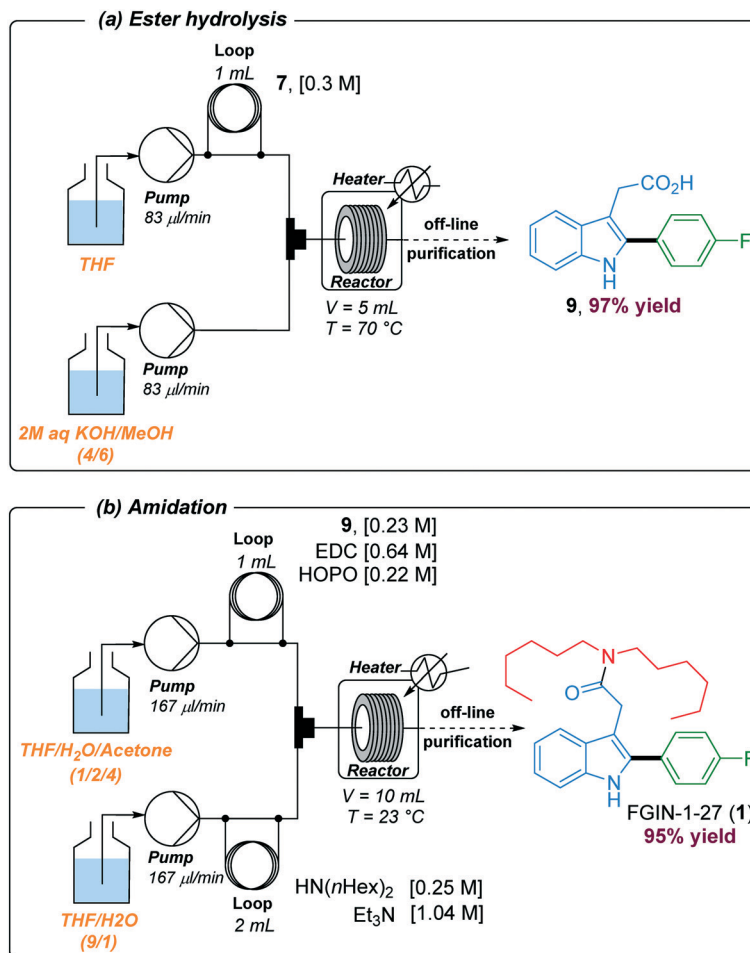 (a) Ester hydrolysis
Loop
1 mL
7, [0.3 M]
Pump
83 µl/min
THF
Heater
Reactor
V = 5 mL
T = 70 °C
off-line
purification
CO₂H
N
H
F
9, 97% yield
Pump
83 µl/min
2M aq KOH/MeOH
(4/6)
(b) Amidation
9, [0.23 M]
EDC [0.64 M]
HOPO [0.22 M]
Loop
1 mL
Pump
167 µl/min
THF/H₂O/Acetone
(1/2/4)
Heater
Reactor
V = 10 mL
T = 23 °C
off-line
purification
N
O
N
H
F
FGIN-1-27 (1)
95% yield
Pump
167 µl/min
THF/H2O
(9/1)
Loop
2 mL
HN(nHex)₂ [0.25 M]
Et₃N [1.04 M]